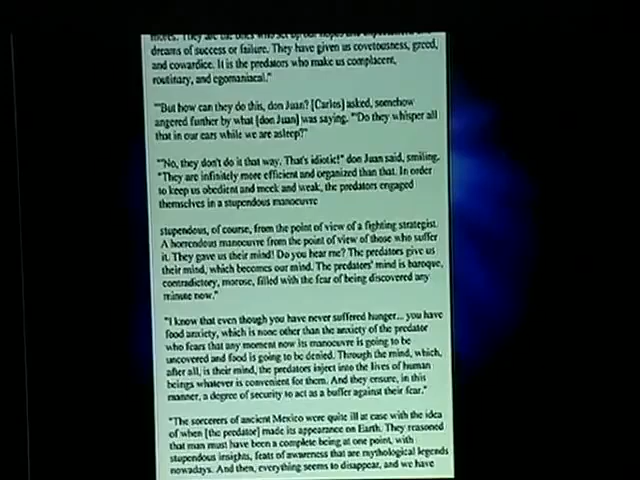 mores. They are the ones who set up our hopes and expectations and
dreams of success or failure. They have given us covetousness, greed,
and cowardice. It is the predators who make us complacent,
routinary, and egomaniacal."
"'But how can they do this, don Juan? [Carlos] asked, somehow
angered further by what [don Juan] was saying. "'Do they whisper all
that in our ears while we are asleep?"
"'No, they don't do it that way. That's idiotic!" don Juan said, smiling.
"They are infinitely more efficient and organized than that. In order
to keep us obedient and meek and weak, the predators engaged
themselves in a stupendous manoeuvre
stupendous, of course, from the point of view of a fighting strategist.
A horrendous manoeuvre from the point of view of those who suffer
it. They gave us their mind! Do you hear me? The predators give us
their mind, which becomes our mind. The predators' mind is baroque,
contradictory, morose, filled with the fear of being discovered any
minute now."
"I know that even though you have never suffered hunger... you have
food anxiety, which is none other than the anxiety of the predator
who fears that any moment now its manoeuvre is going to be
uncovered and food is going to be denied. Through the mind, which,
after all, is their mind, the predators inject into the lives of human
beings whatever is convenient for them. And they ensure, in this
manner, a degree of security to act as a buffer against their fear."
"The sorcerers of ancient Mexico were quite ill at ease with the idea
of when [the predator] made its appearance on Earth. They reasoned
that man must have been a complete being at one point, with
stupendous insights, feats of awareness that are mythological legends
nowadays. And then, everything seems to disappear, and we have